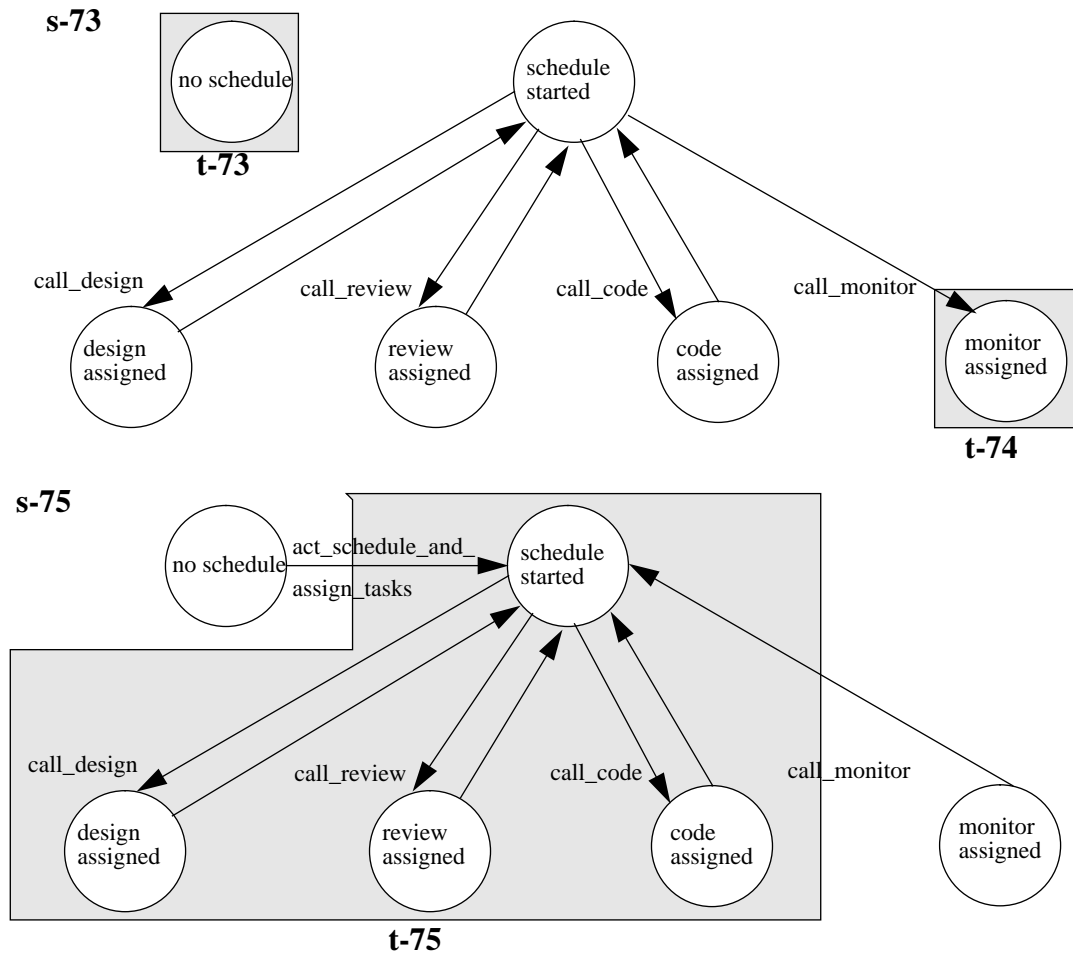 s-73
no schedule
t-73
schedule
started
call_design
call_review
call_code
call_monitor
design
assigned
review
assigned
code
assigned
monitor
assigned
t-74
s-75
no schedule
act_schedule_and_
assign_tasks
schedule
started
call_design
call_review
call_code
call_monitor
design
assigned
review
assigned
code
assigned
monitor
assigned
t-75